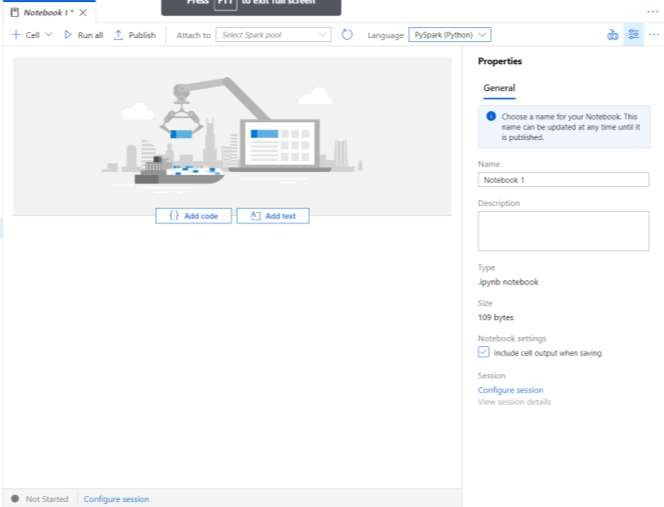 Press F11 to exit full screen
Notebook 1 *
Cell Run all Publish Attach to Select Spark pool Language PySpark (Python)
Properties
General
Choose a name for your Notebook. This
name can be updated at any time until it
is published.
Name
Notebook 1
Description
Add code Add text
Type
.ipynb notebook
Size
109 bytes
Notebook settings
Include cell output when saving
Session
Configure session
View session details
Not Started Configure session